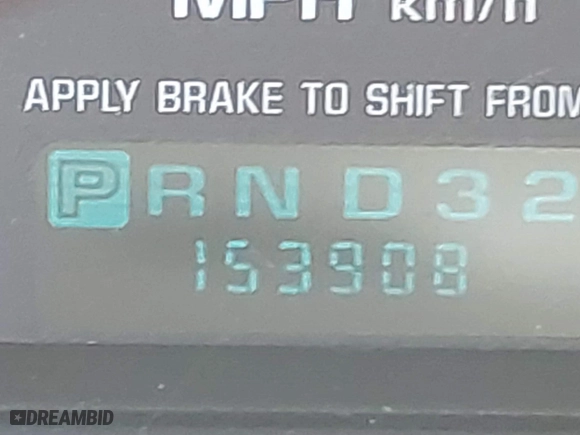 MPH km/h
APPLY BRAKE TO SHIFT FROM
P R N D 3 2
153908
DREAMBID